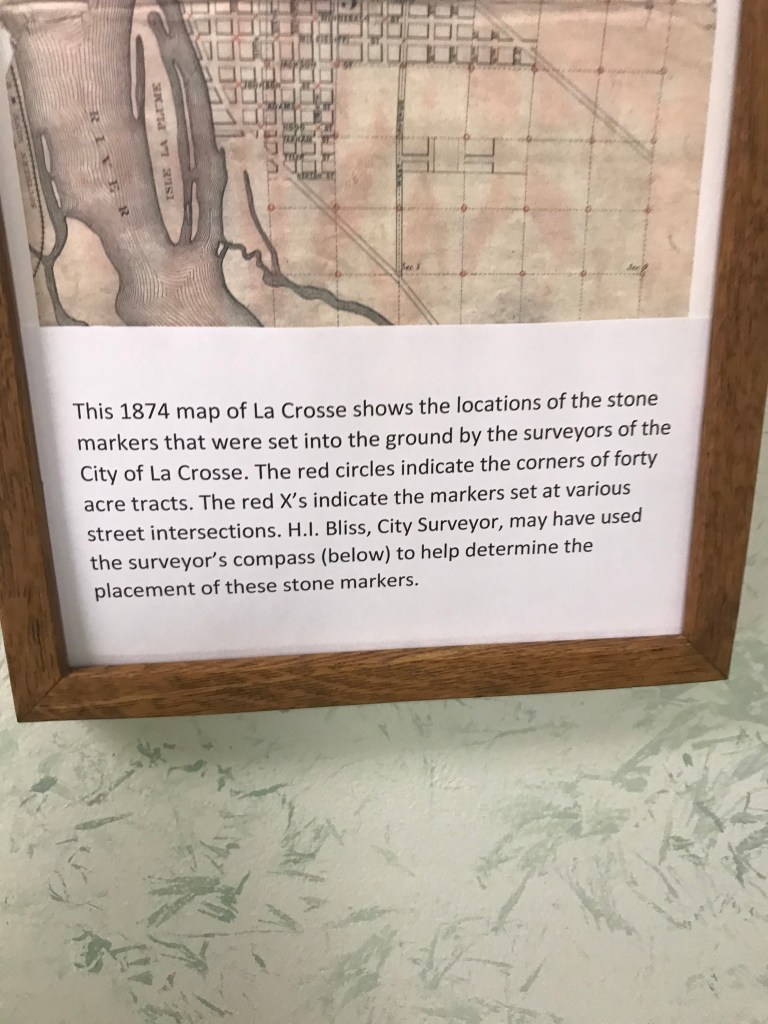 RIVER
ISLE LA PLUME
JACKSON ST
This 1874 map of La Crosse shows the locations of the stone
markers that were set into the ground by the surveyors of the
City of La Crosse. The red circles indicate the corners of forty
acre tracts. The red X's indicate the markers set at various
street intersections. H.I. Bliss, City Surveyor, may have used
the surveyor's compass (below) to help determine the
placement of these stone markers.